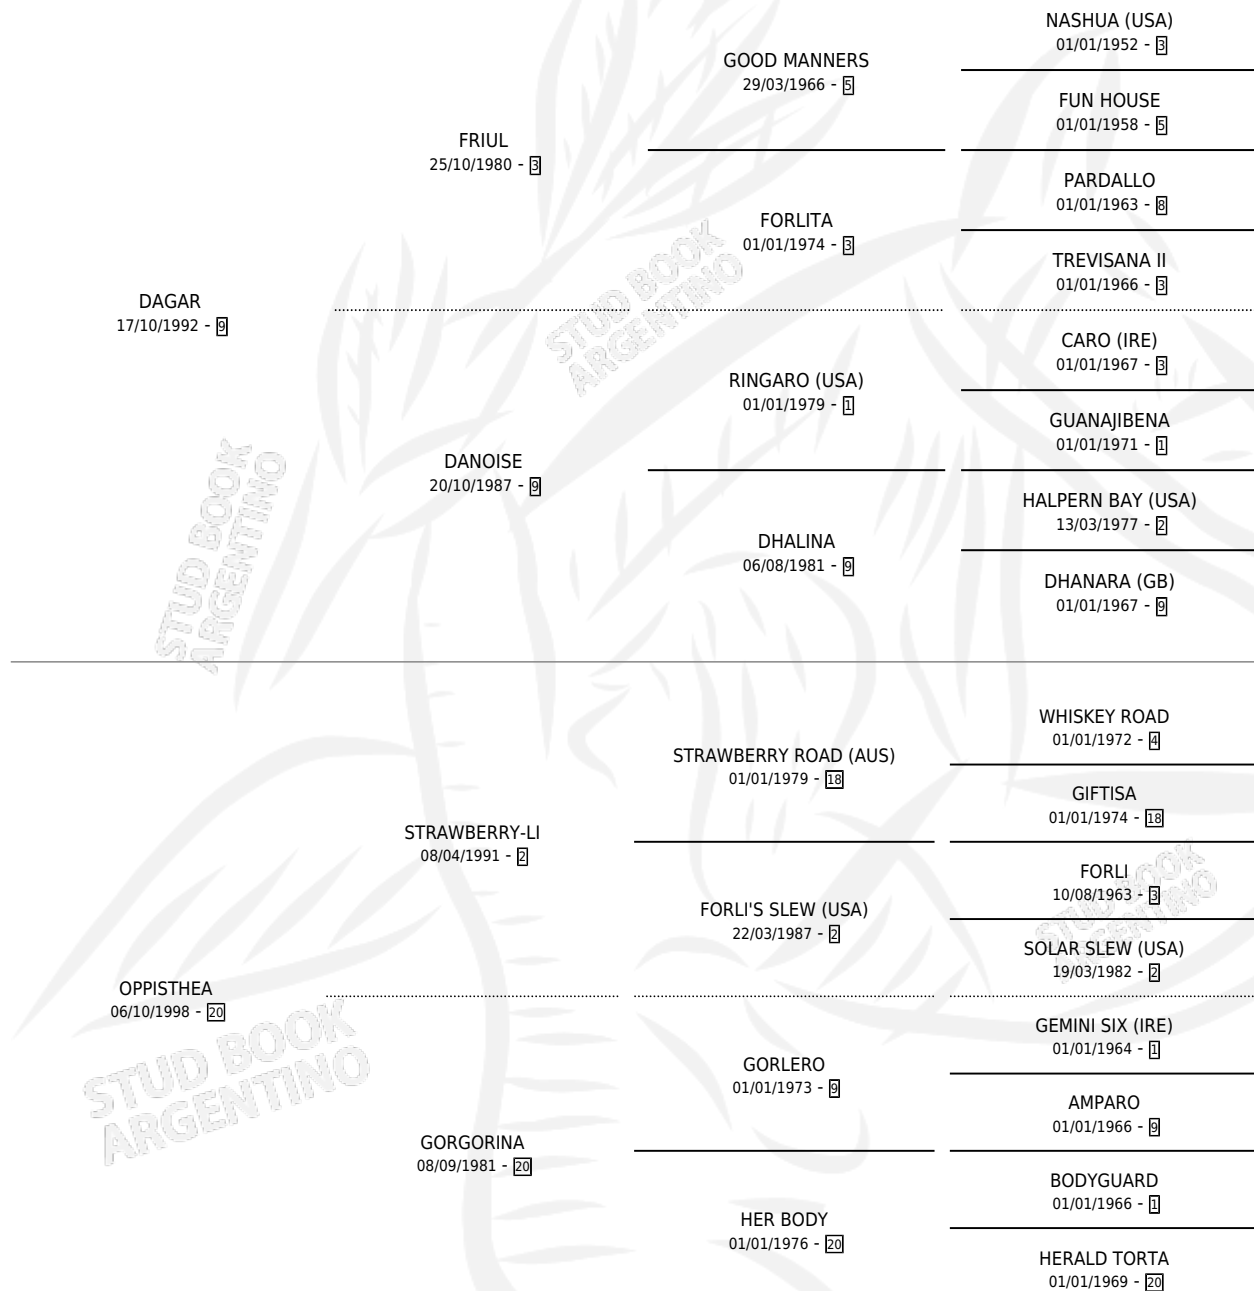 NASHUA (USA)
01/01/1952 - 3
GOOD MANNERS
29/03/1966 - 5
FUN HOUSE
01/01/1958 - 5
FRIUL
25/10/1980 - 3
PARDALLO
01/01/1963 - 8
FORLITA
01/01/1974 - 3
TREVISANA II
01/01/1966 - 3
DAGAR
17/10/1992 - 9
CARO (IRE)
01/01/1967 - 3
RINGARO (USA)
01/01/1979 - 1
GUANAJIBENA
01/01/1971 - 1
DANOISE
20/10/1987 - 9
HALPERN BAY (USA)
13/03/1977 - 2
DHALINA
06/08/1981 - 9
DHANARA (GB)
01/01/1967 - 9
WHISKEY ROAD
01/01/1972 - 4
STRAWBERRY ROAD (AUS)
01/01/1979 - 18
GIFTISA
01/01/1974 - 18
STRAWBERRY-LI
08/04/1991 - 2
FORLI
10/08/1963 - 3
FORLI'S SLEW (USA)
22/03/1987 - 2
SOLAR SLEW (USA)
19/03/1982 - 2
OPPISTHEA
06/10/1998 - 20
GEMINI SIX (IRE)
01/01/1964 - 1
GORLERO
01/01/1973 - 9
AMPARO
01/01/1966 - 9
GORGORINA
08/09/1981 - 20
BODYGUARD
01/01/1966 - 1
HER BODY
01/01/1976 - 20
HERALD TORTA
01/01/1969 - 20
STUD BOOK
ARGENTINO
STUD BOOK
ARGENTINO
STUD BOOK
ARGENTINO
STUD BOOK
ARGENTINO